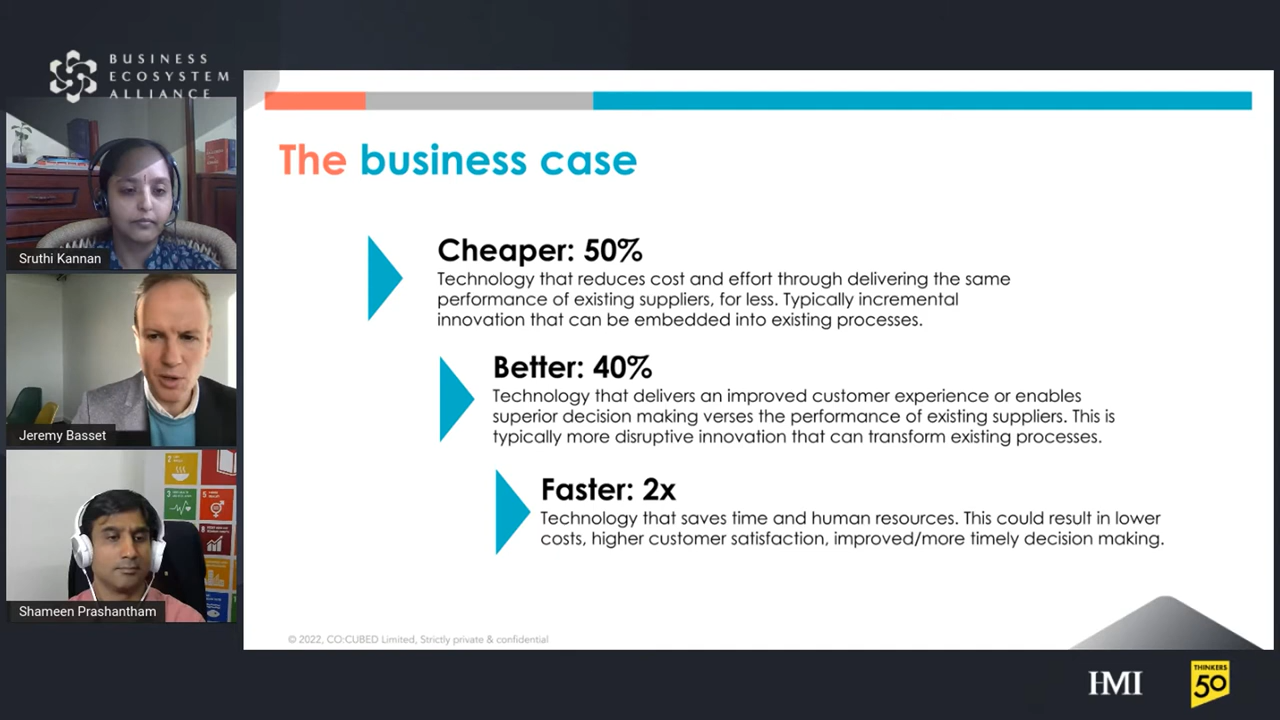 BUSINESS
ECOSYSTEM
ALLIANCE
Sruthi Kannan
Jeremy Basset
Shameen Prashantham
The business case
Cheaper: 50%
Technology that reduces cost and effort through delivering the same
performance of existing suppliers, for less. Typically incremental
innovation that can be embedded into existing processes.
Better: 40%
Technology that delivers an improved customer experience or enables
superior decision making verses the performance of existing suppliers. This is
typically more disruptive innovation that can transform existing processes.
Faster: 2x
Technology that saves time and human resources. This could result in lower
costs, higher customer satisfaction, improved/more timely decision making.
© 2022, CO:CUBED Limited, Strictly private & confidential
HMI
THINKERS
50